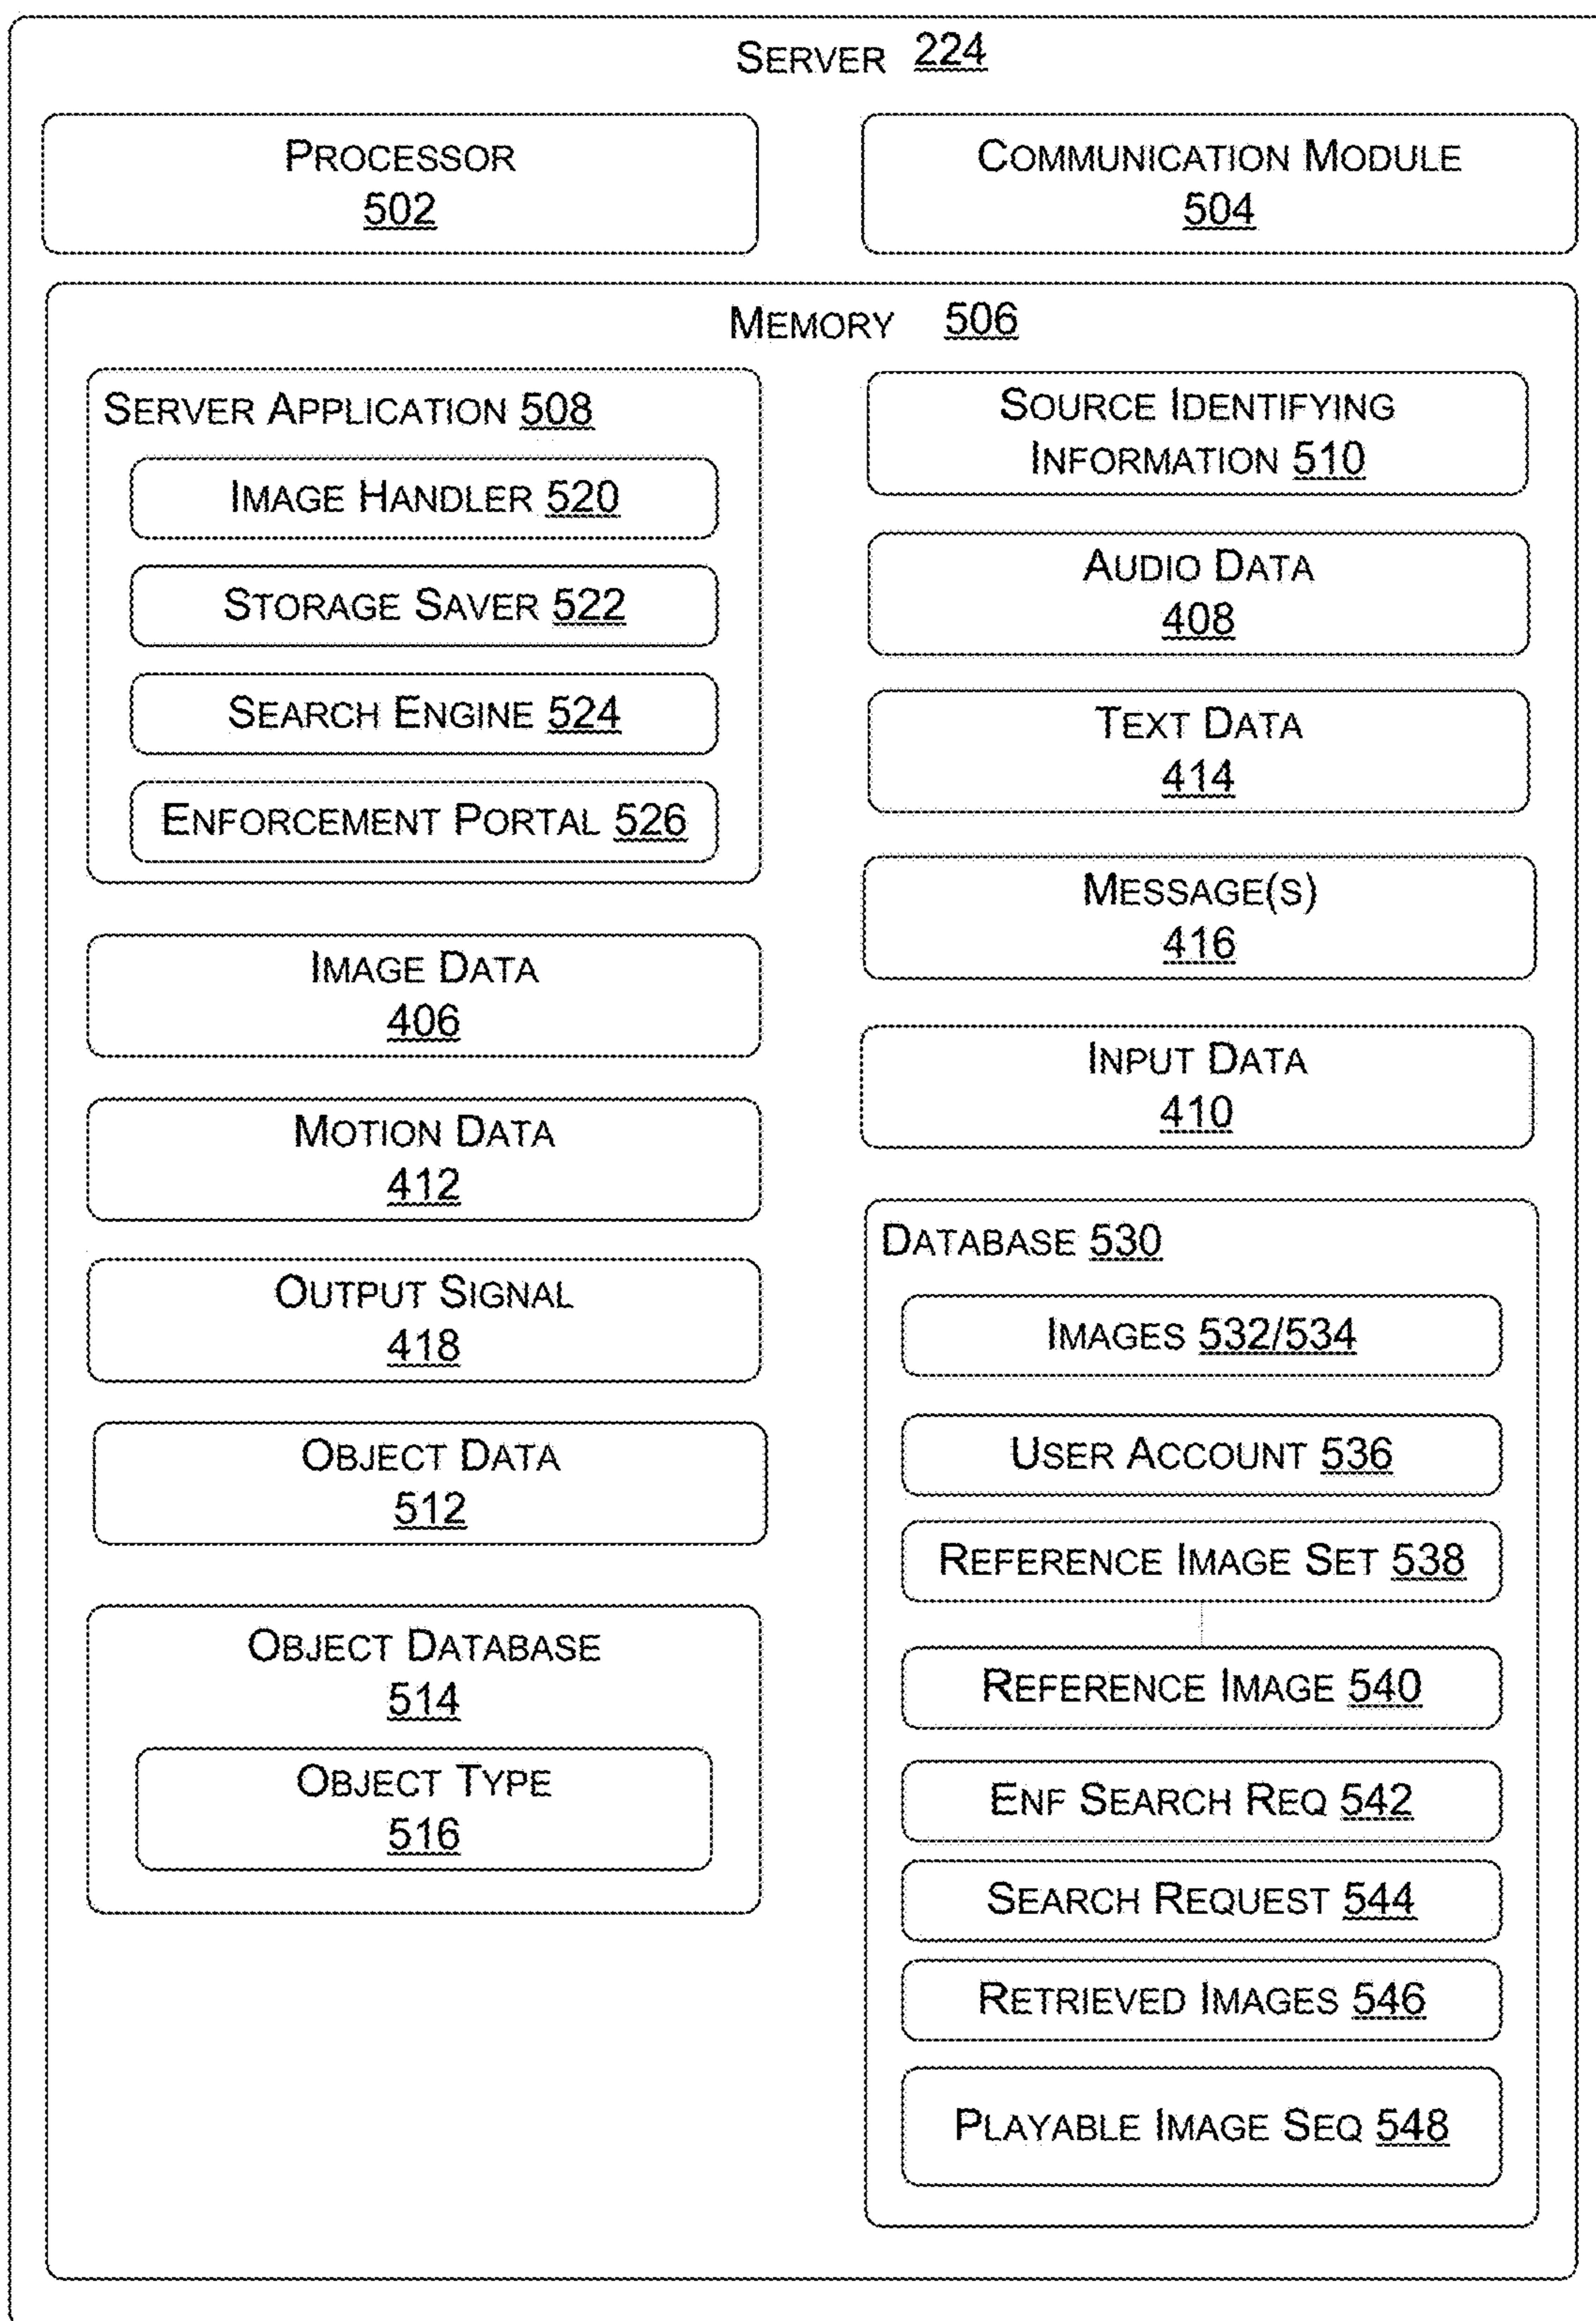 SERVER 224
PROCESSOR
502
COMMUNICATION MODULE
504
MEMORY 506
SERVER APPLICATION 508
IMAGE HANDLER 520
STORAGE SAVER 522
SEARCH ENGINE 524
ENFORCEMENT PORTAL 526
IMAGE DATA
406
MOTION DATA
412
OUTPUT SIGNAL
418
OBJECT DATA
512
OBJECT DATABASE
514
OBJECT TYPE
516
SOURCE IDENTIFYING
INFORMATION 510
AUDIO DATA
408
TEXT DATA
414
MESSAGE(S)
416
INPUT DATA
410
DATABASE 530
IMAGES 532/534
USER ACCOUNT 536
REFERENCE IMAGE SET 538
REFERENCE IMAGE 540
ENF SEARCH REQ 542
SEARCH REQUEST 544
RETRIEVED IMAGES 546
PLAYABLE IMAGE SEQ 548